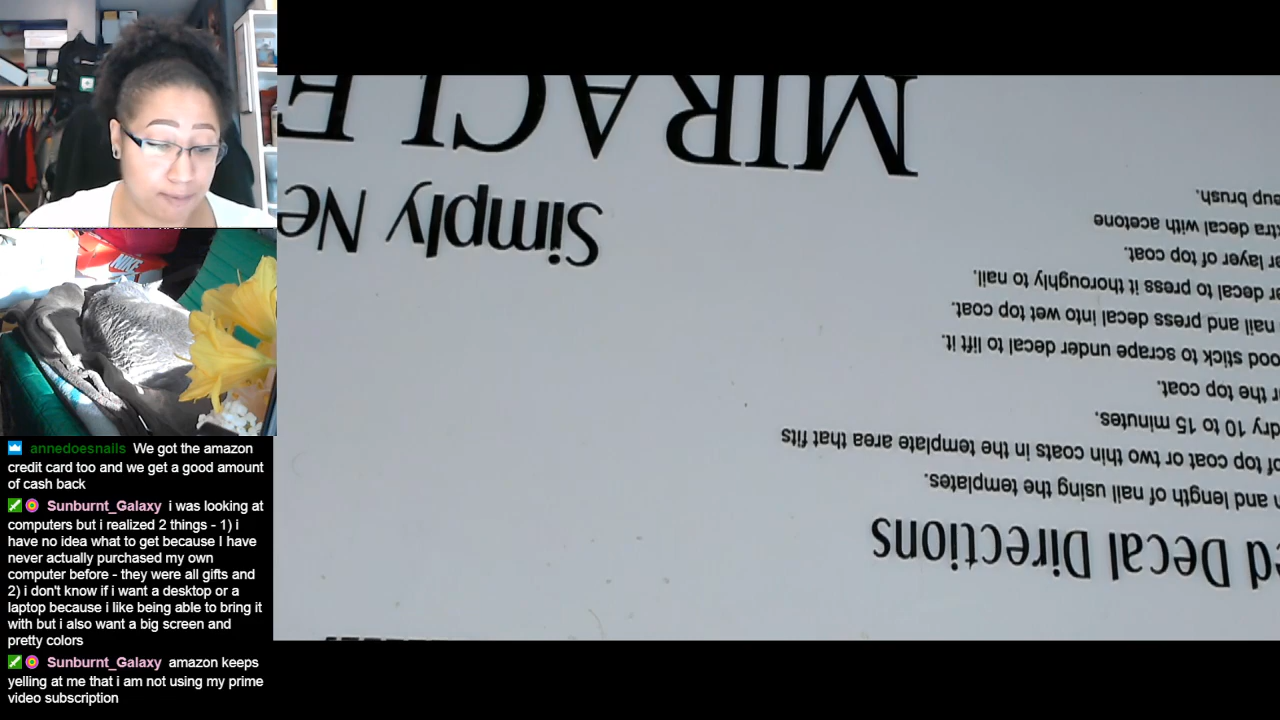 annedoesnails We got the amazon
credit card too and we get a good amount
of cash back
Sunburnt_Galaxy i was looking at
computers but i realized 2 things - 1) i
have no idea what to get because I have
never actually purchased my own
computer before - they were all gifts and
2) i don't know if i want a desktop or a
laptop because i like being able to bring it
with but i also want a big screen and
pretty colors
Sunburnt_Galaxy amazon keeps
yelling at me that i am not using my prime
video subscription
Decal Directions
and length of nail using the templates.
of top coat or two thin coats in the template area that fits
dry 10 to 15 minutes.
the top coat.
stick to scrape under decal to lift it.
nail and press decal into wet top coat.
decal to press it thoroughly to nail.
layer of top coat.
decal with acetone
brush.
Simply
MIRACLE